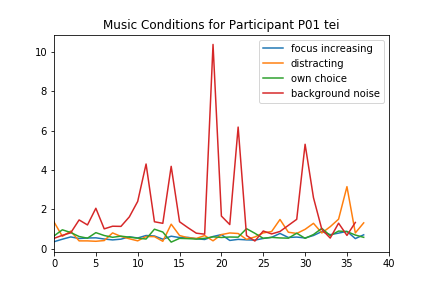 Music Conditions for Participant P01 tei
focus increasing
distracting
own choice
background noise
10
8
6
4
2
0
0 5 10 15 20 25 30 35 40